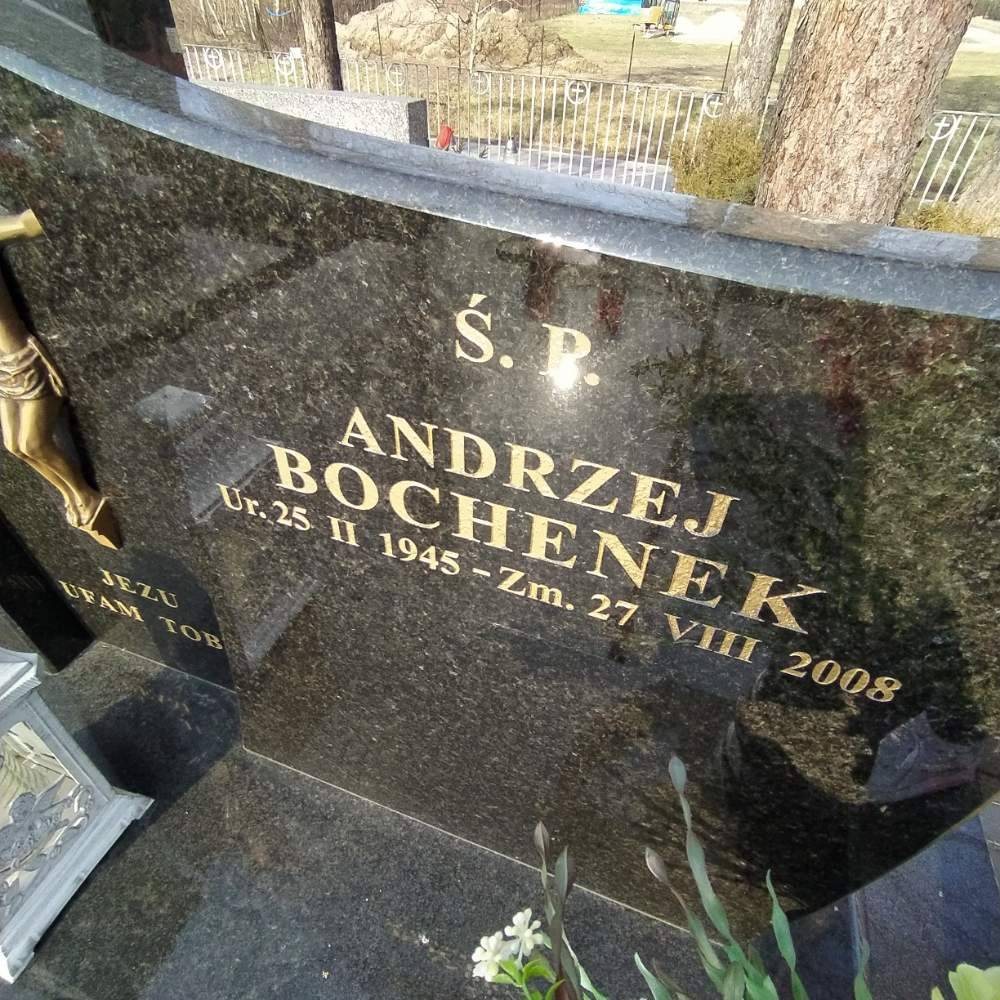 Ś. P.
ANDRZEJ
BOCHENEK
Ur. 25 II 1945 - Zm. 27 VIII 2008
JEZU
UFAM TOB